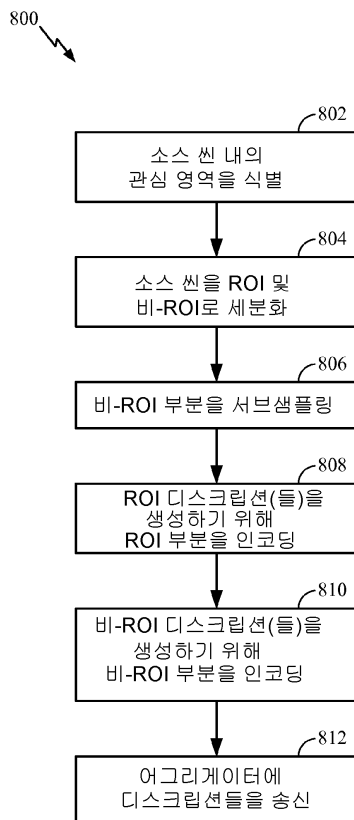 800
802
소스 씬 내의
관심 영역을 식별
804
소스 씬을 ROI 및
비-ROI로 세분화
806
비-ROI 부분을 서브샘플링
808
ROI 디스크립션(들)을
생성하기 위해
ROI 부분을 인코딩
810
비-ROI 디스크립션(들)을
생성하기 위해
비-ROI 부분을 인코딩
812
어그리게이터에
디스크립션들을 송신